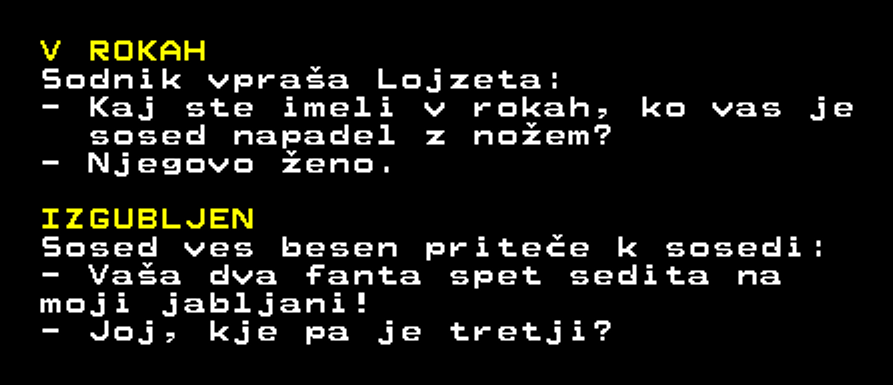 V ROKAH
Sodnik vpraša Lojzeta:
- Kaj ste imeli v rokah, ko vas je
sosed napadel z nožem?
- Njegovo ženo.
IZGUBLJEN
Sosed ves besen priteče k sosedi:
- Vaša dva fanta spet sedita na
moji jabljani!
- Joj, kje pa je tretji?